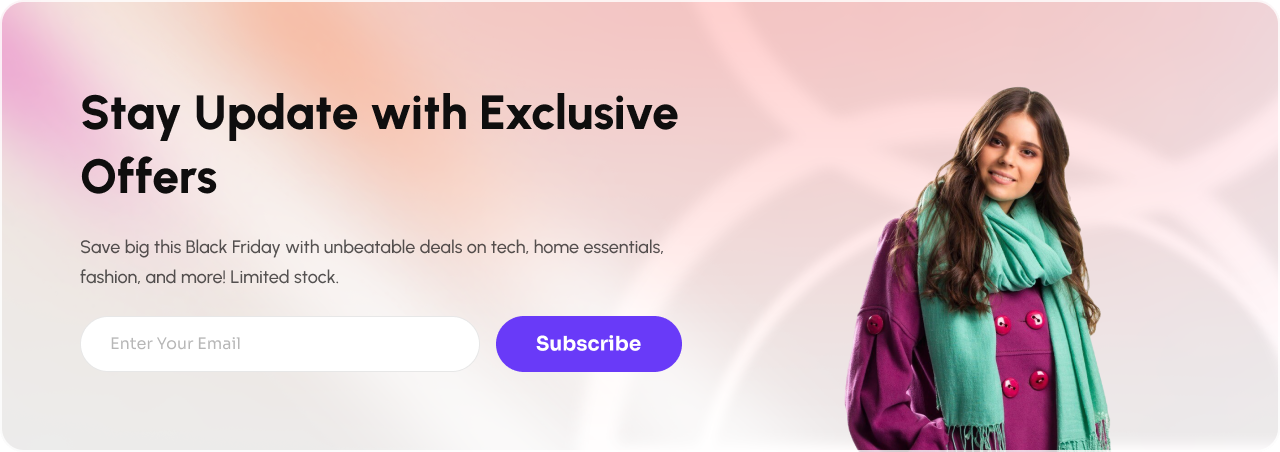 Stay Update with Exclusive
Offers
Save big this Black Friday with unbeatable deals on tech, home essentials,
fashion, and more! Limited stock.
Enter Your Email
Subscribe